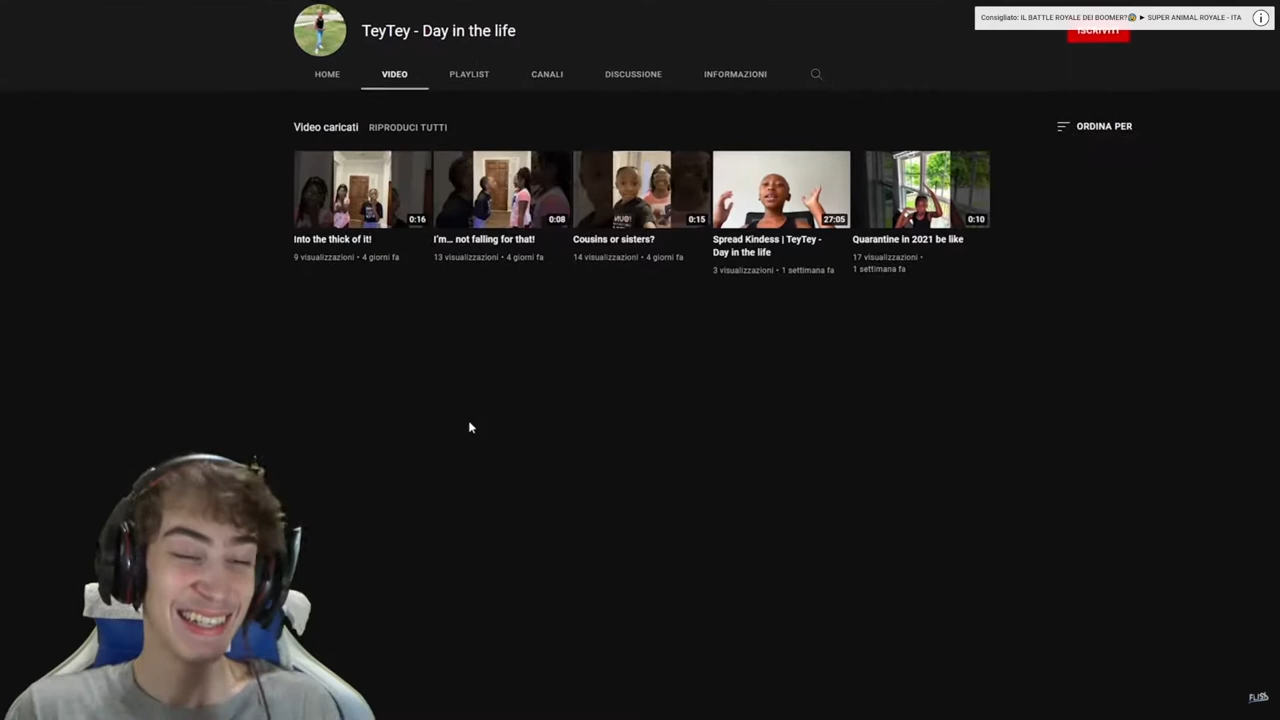 Consigliato: IL BATTLE ROYALE DEI BOOMER?😰 ► SUPER ANIMAL ROYALE - ITA
TeyTey - Day in the life
ISCRIVITI
HOME VIDEO PLAYLIST CANALI DISCUSSIONE INFORMAZIONI
Video caricati RIPRODUCI TUTTI ORDINA PER
0:16 0:08 0:15 27:05 0:10
Into the thick of it!
9 visualizzazioni • 4 giorni fa
I'm... not falling for that!
13 visualizzazioni • 4 giorni fa
Cousins or sisters?
14 visualizzazioni • 4 giorni fa
Spread Kindess | TeyTey -
Day in the life
3 visualizzazioni • 1 settimana fa
Quarantine in 2021 be like
17 visualizzazioni •
1 settimana fa
FLISS